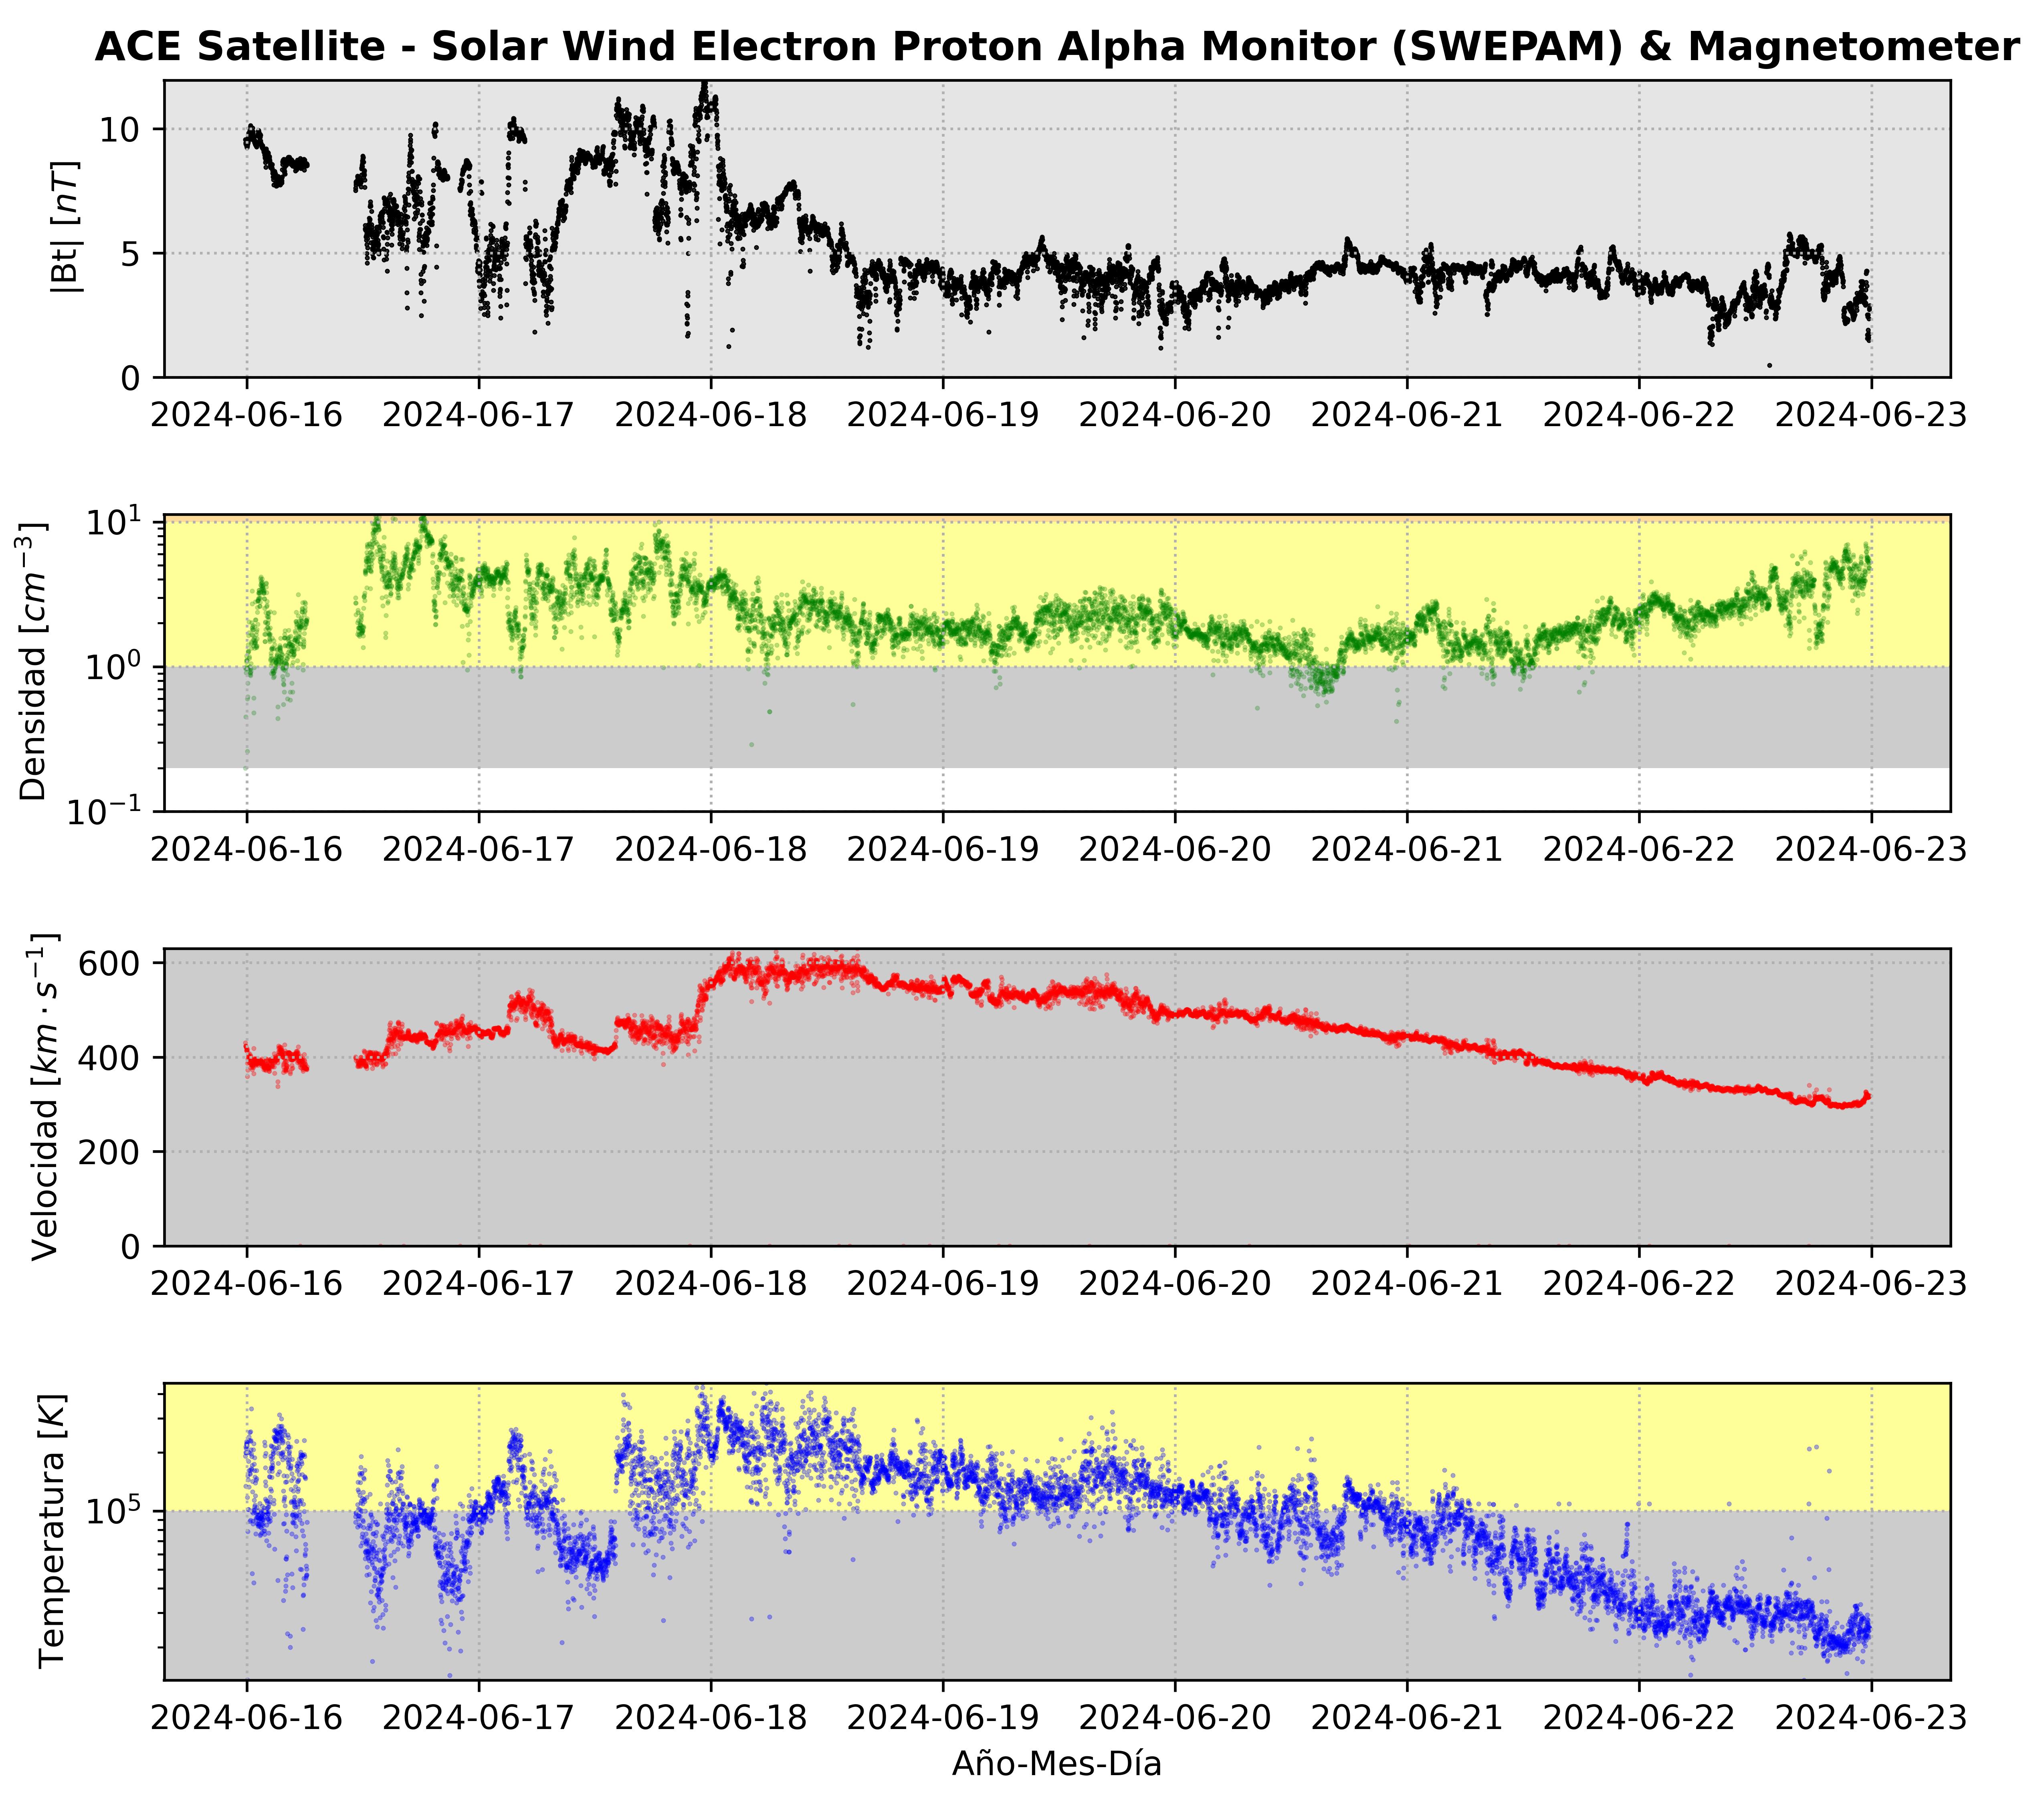 ACE Satellite - Solar Wind Electron Proton Alpha Monitor (SWEPAM) & Magnetometer
|Bt| [nT]
10
5
0
2024-06-16 2024-06-17 2024-06-18 2024-06-19 2024-06-20 2024-06-21 2024-06-22 2024-06-23
Densidad [cm⁻³]
10¹
10⁰
10⁻¹
2024-06-16 2024-06-17 2024-06-18 2024-06-19 2024-06-20 2024-06-21 2024-06-22 2024-06-23
Velocidad [km · s⁻¹]
600
400
200
0
2024-06-16 2024-06-17 2024-06-18 2024-06-19 2024-06-20 2024-06-21 2024-06-22 2024-06-23
Temperatura [K]
10⁵
2024-06-16 2024-06-17 2024-06-18 2024-06-19 2024-06-20 2024-06-21 2024-06-22 2024-06-23
Año-Mes-Día